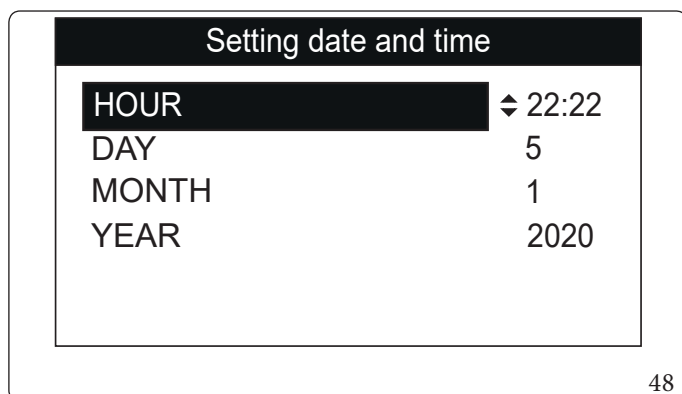 Setting date and time
HOUR 22:22
DAY 5
MONTH 1
YEAR 2020
48